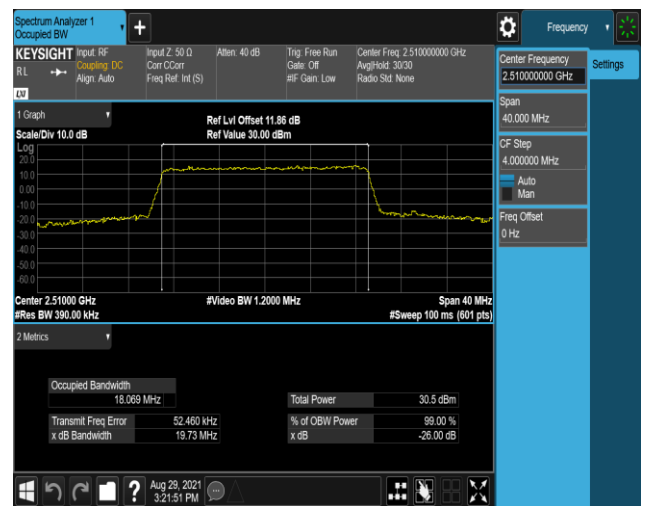 Spectrum Analyzer 1
Occupied BW
+
Frequency
KEYSIGHT
RL
LXI
Input: RF
Coupling: DC
Align: Auto
Input Z: 50 Ω
Corr CCorr
Freq Ref: Int (S)
Atten: 40 dB
Trig: Free Run
Gate: Off
#IF Gain: Low
Center Freq: 2.510000000 GHz
Avg|Hold: 30/30
Radio Std: None
Center Frequency
2.510000000 GHz
Settings
Span
40.000 MHz
CF Step
4.000000 MHz
Auto
Man
Freq Offset
0 Hz
1 Graph
Scale/Div 10.0 dB
Ref Lvl Offset 11.86 dB
Ref Value 30.00 dBm
Log
20.0
10.0
0.00
-10.0
-20.0
-30.0
-40.0
-50.0
-60.0
Center 2.51000 GHz
#Video BW 1.2000 MHz
Span 40 MHz
#Res BW 390.00 kHz
#Sweep 100 ms (601 pts)
2 Metrics
Occupied Bandwidth
18.069 MHz
Total Power 30.5 dBm
Transmit Freq Error 52.460 kHz
% of OBW Power 99.00 %
x dB Bandwidth 19.73 MHz
x dB -26.00 dB
?
Aug 29, 2021
3:21:51 PM